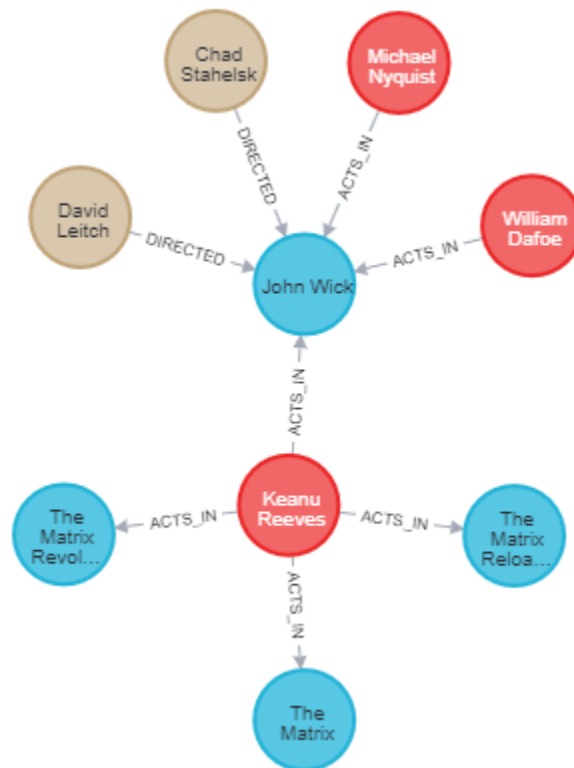 Chad
Stahelsk
Michael
Nyquist
DIRECTED
ACTS_IN
David
Leitch
DIRECTED
William
Dafoe
ACTS_IN
John Wick
ACTS_IN
Keanu
Reeves
The
Matrix
Revol...
ACTS_IN
ACTS_IN
The
Matrix
Reloa...
ACTS_IN
The
Matrix